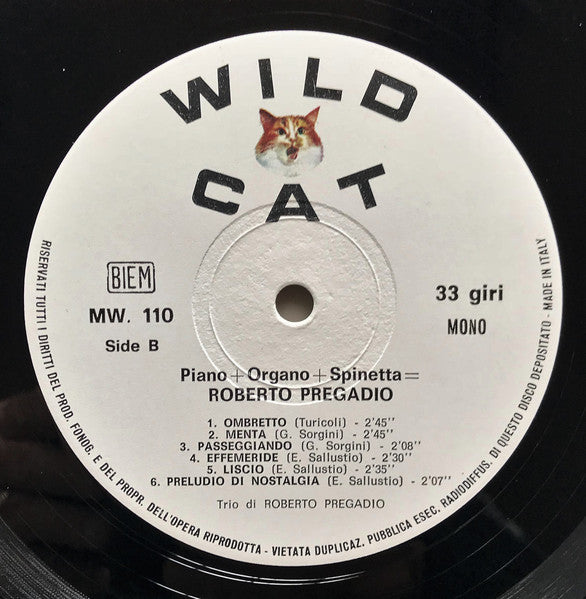 WILD
CAT
BIEM
MW. 110
Side B
33 giri
MONO
Piano + Organo + Spinetta =
ROBERTO PREGADIO
1. OMBRETTO (Turicoli) - 2'45''
2. MENTA (G. Sorgini) - 2'45''
3. PASSEGGIANDO (G. Sorgini) - 2'08''
4. EFFEMERIDE (E. Sallustio) - 2'30''
5. LISCIO (E. Sallustio) - 2'35''
6. PRELUDIO DI NOSTALGIA (E. Sallustio) - 2'07''
Trio di ROBERTO PREGADIO
RISERVATI TUTTI I DIRITTI DEL PROD. FONOG. E DEL PROPR. DELL'OPERA RIPRODOTTA - VIETATA DUPLICAZ. PUBBLICA ESEC. RADIODIFFUS. DI QUESTO DISCO DEPOSITATO - MADE IN ITALY